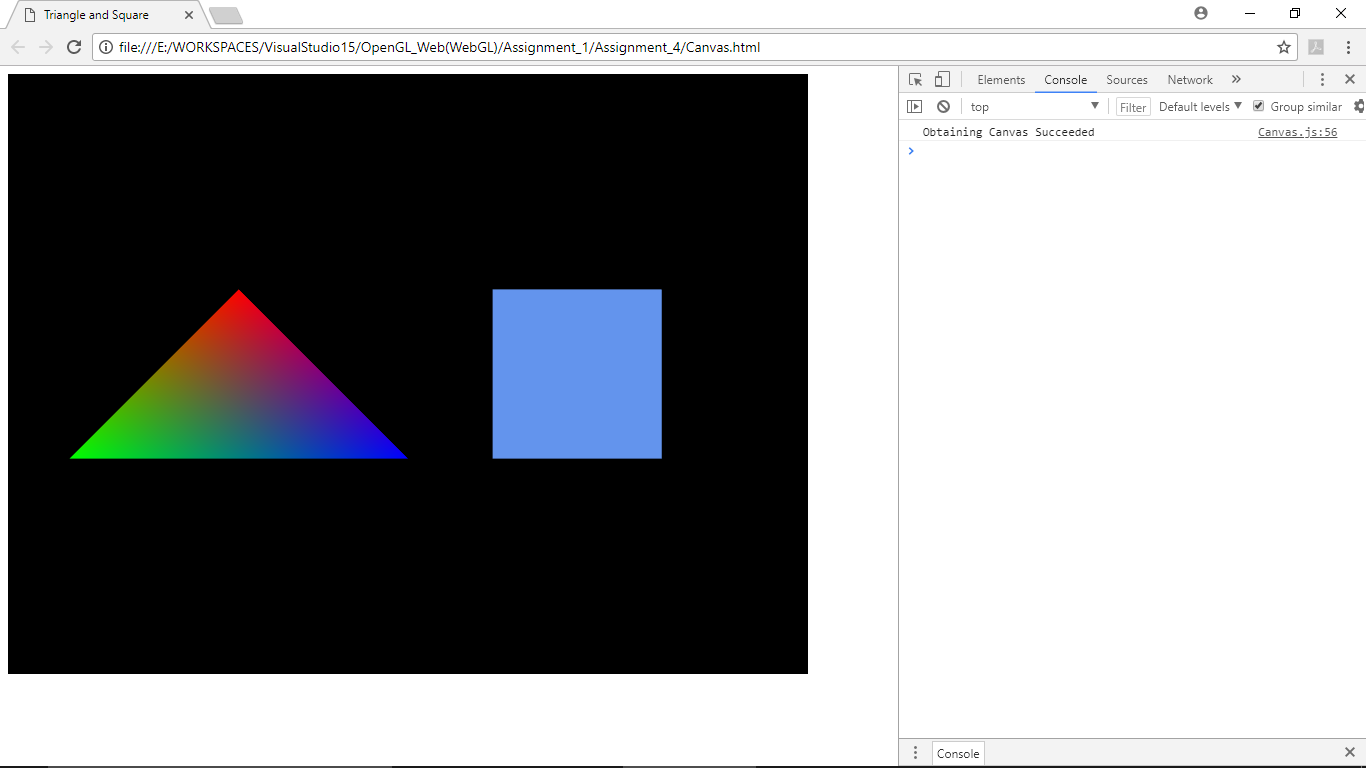 Triangle and Square
file:///E:/WORKSPACES/VisualStudio15/OpenGL_Web(WebGL)/Assignment_1/Assignment_4/Canvas.html
Elements Console Sources Network »
top Filter Default levels Group similar
Obtaining Canvas Succeeded Canvas.js:56
Console